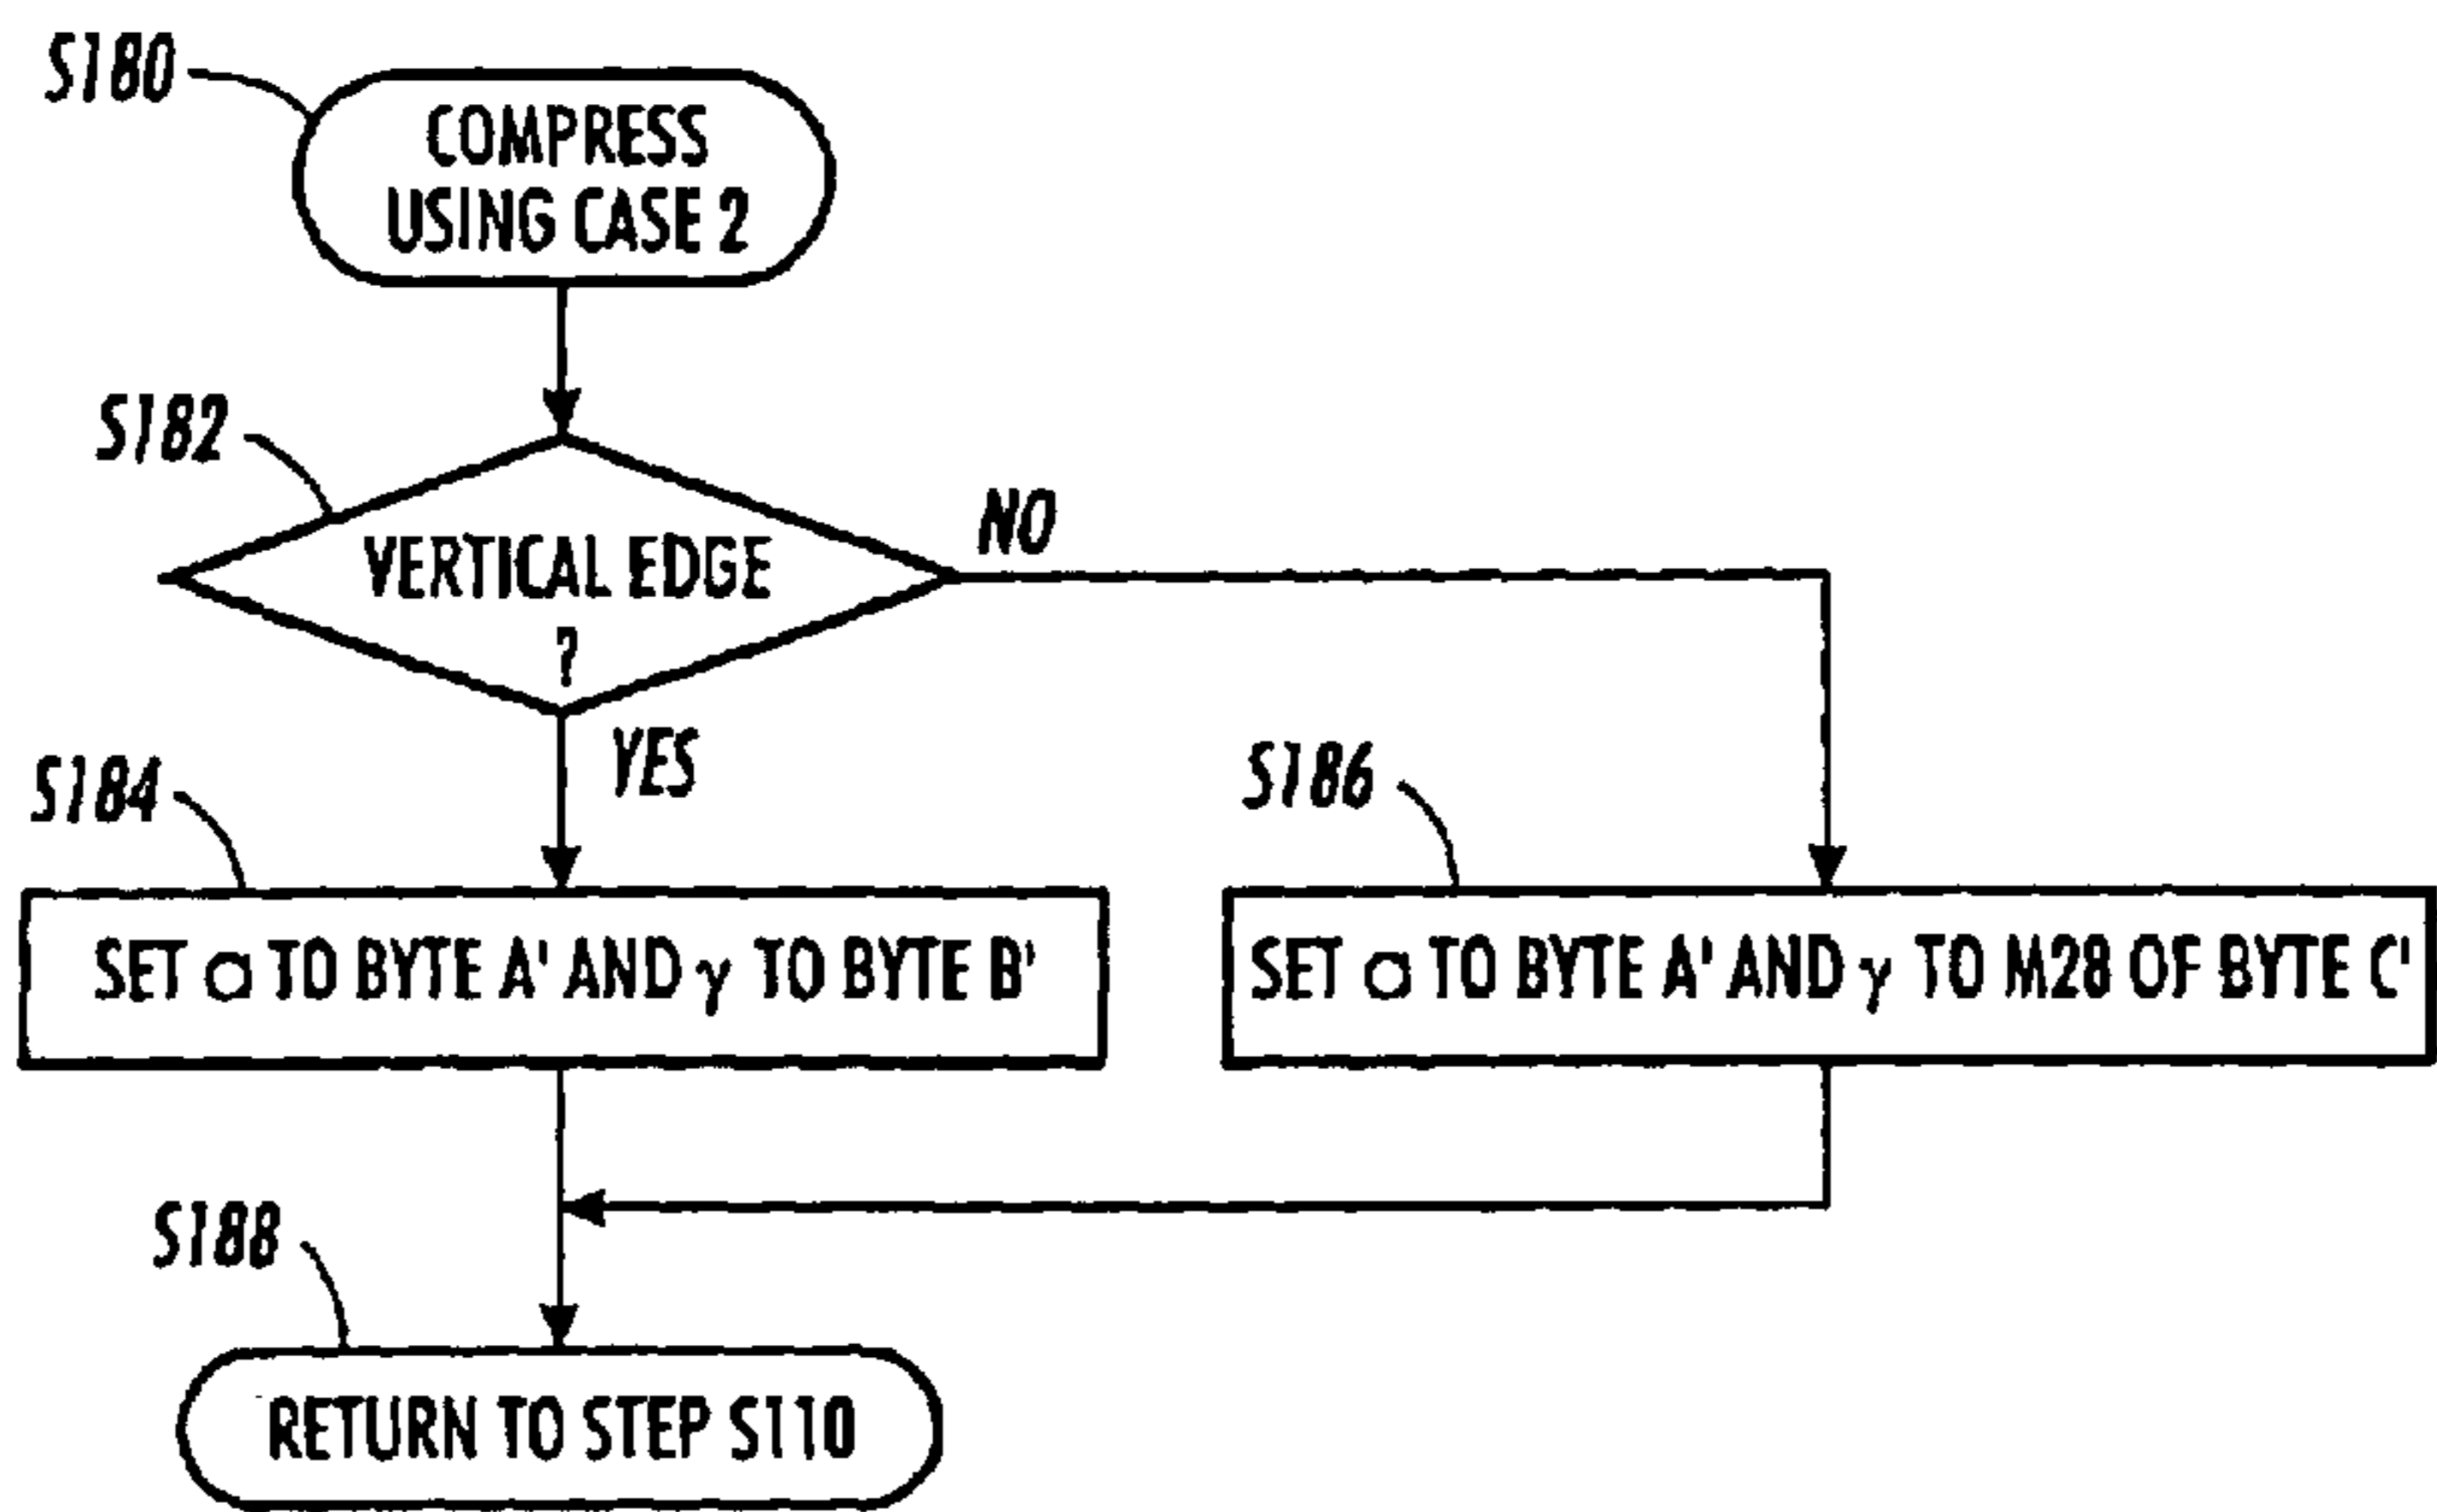 S180
COMPRESS
USING CASE 2
S182
VERTICAL EDGE
?
NO
YES
S184
S186
SET α TO BYTE A' AND γ TO BYTE B'
SET α TO BYTE A' AND γ TO M28 OF BYTE C'
S188
RETURN TO STEP S110